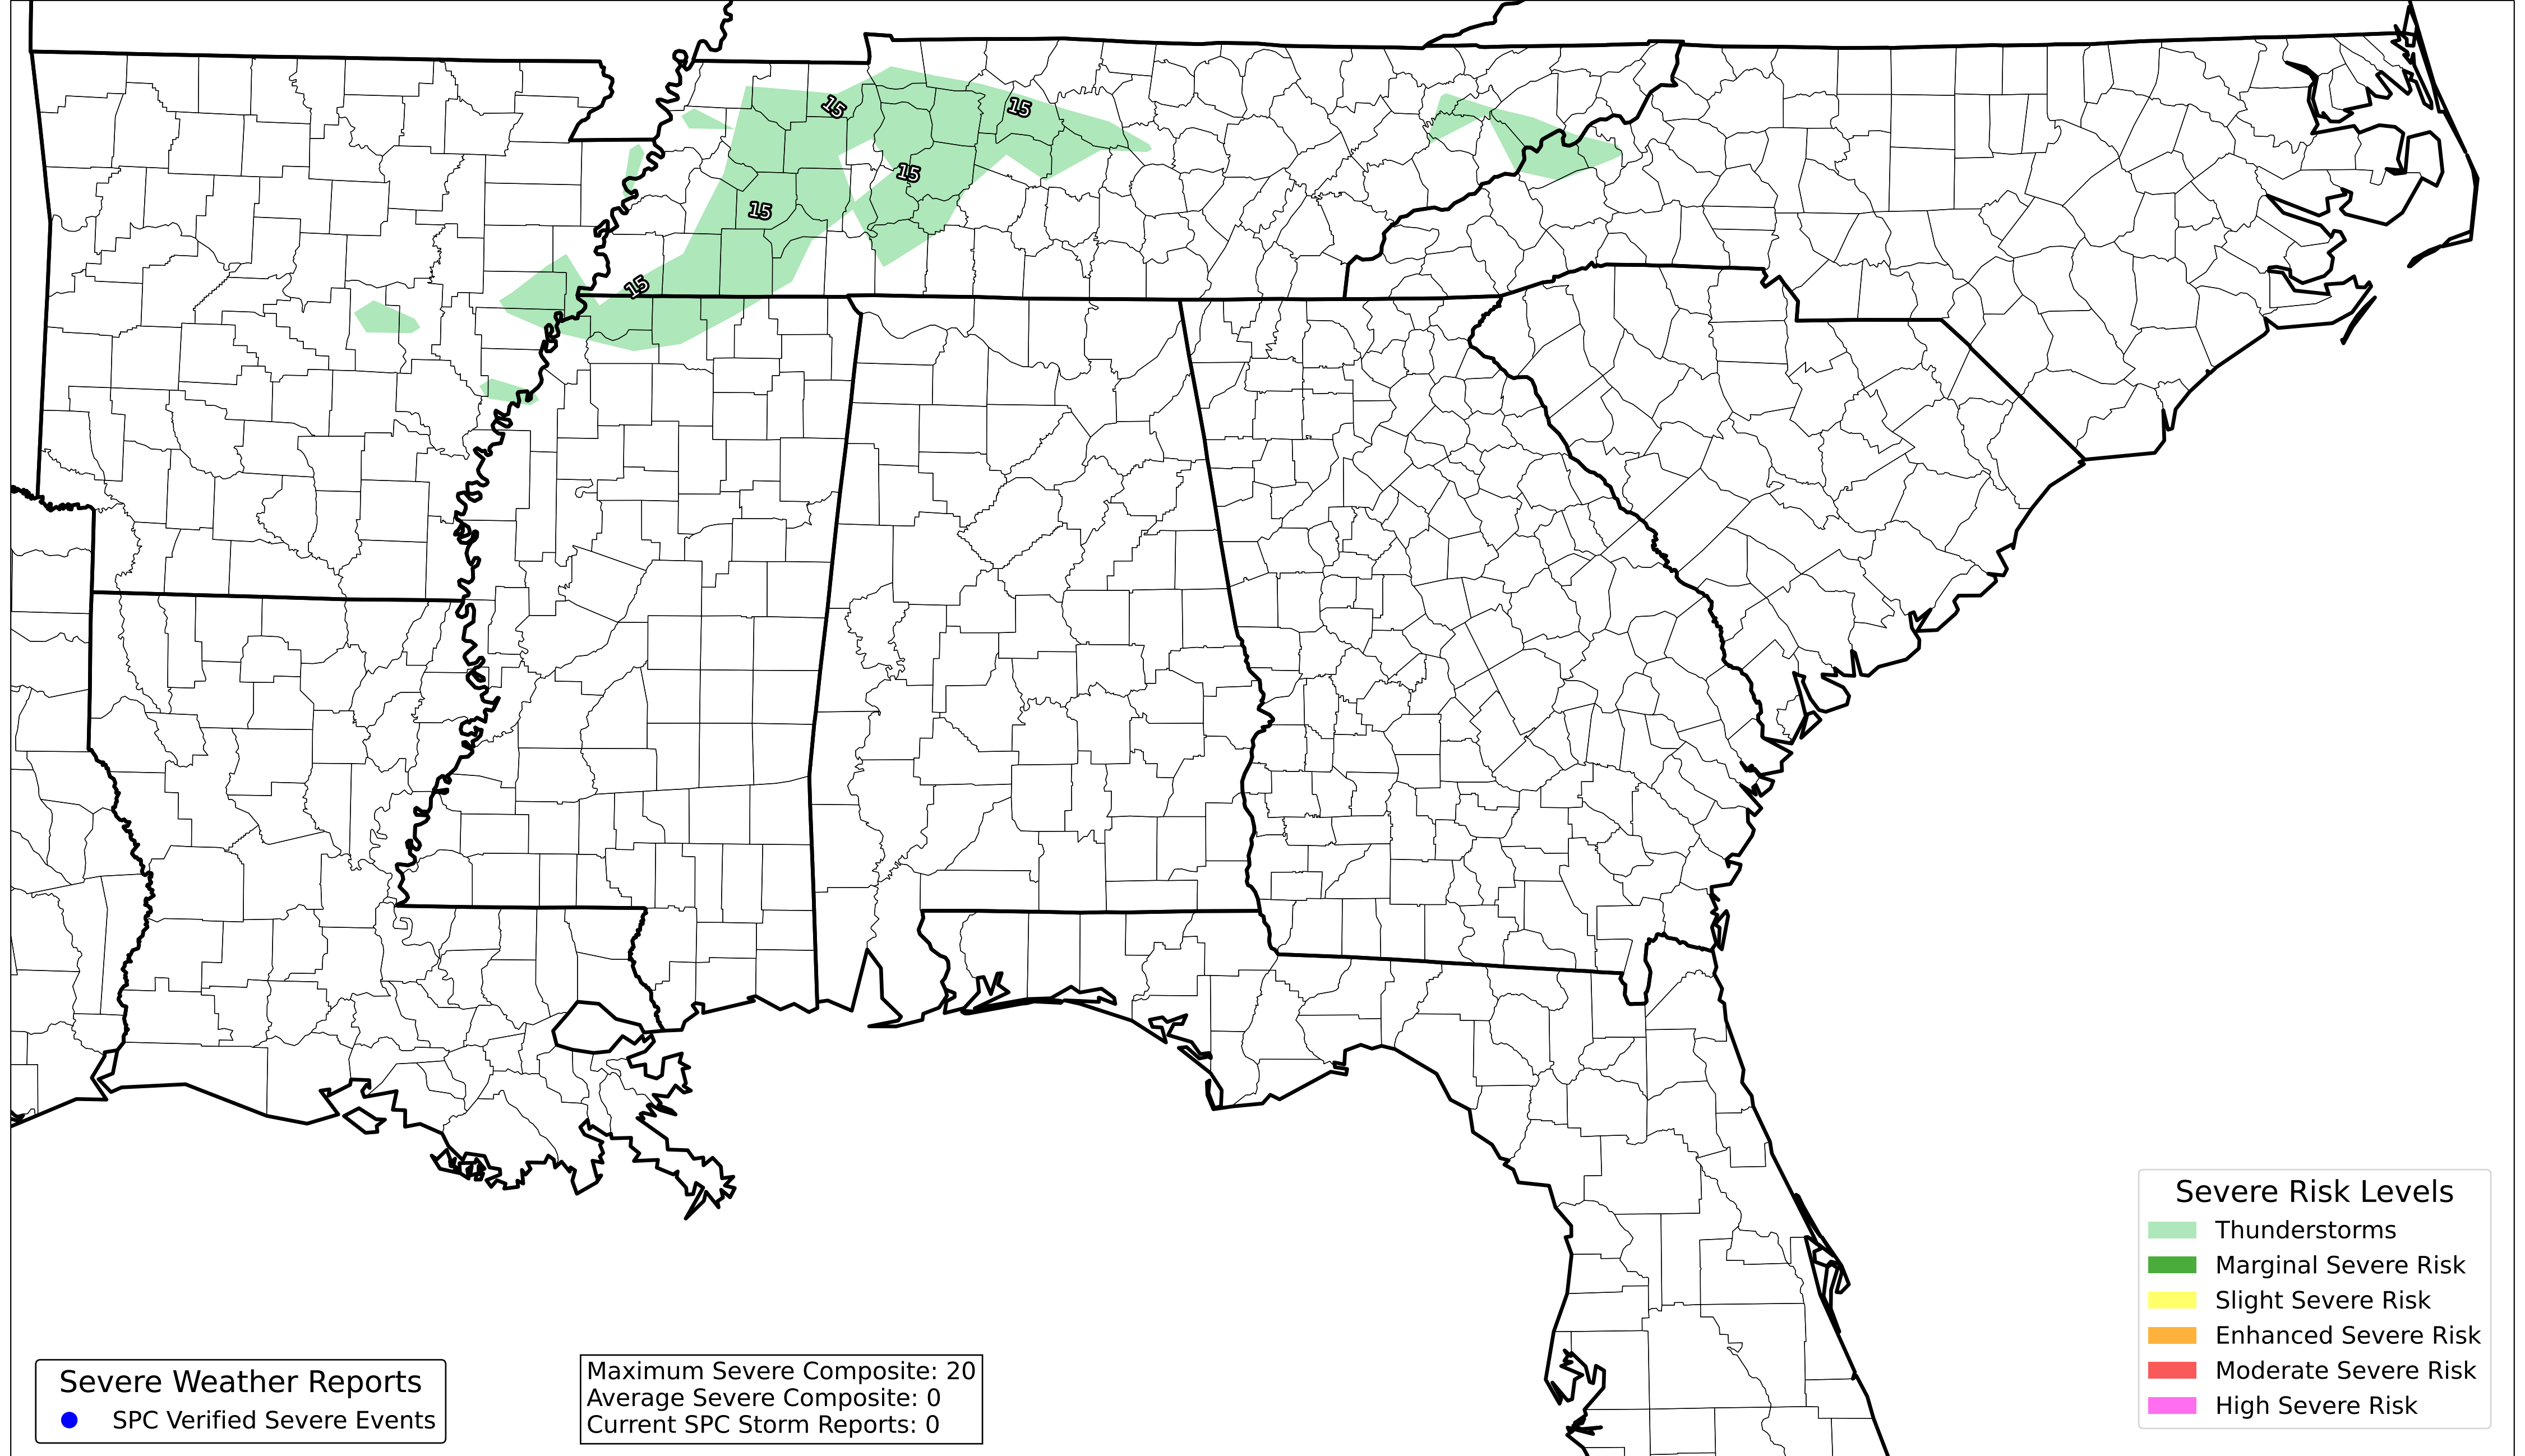 15
15
15
15
15
Severe Weather Reports
SPC Verified Severe Events
Maximum Severe Composite: 20
Average Severe Composite: 0
Current SPC Storm Reports: 0
Severe Risk Levels
Thunderstorms
Marginal Severe Risk
Slight Severe Risk
Enhanced Severe Risk
Moderate Severe Risk
High Severe Risk